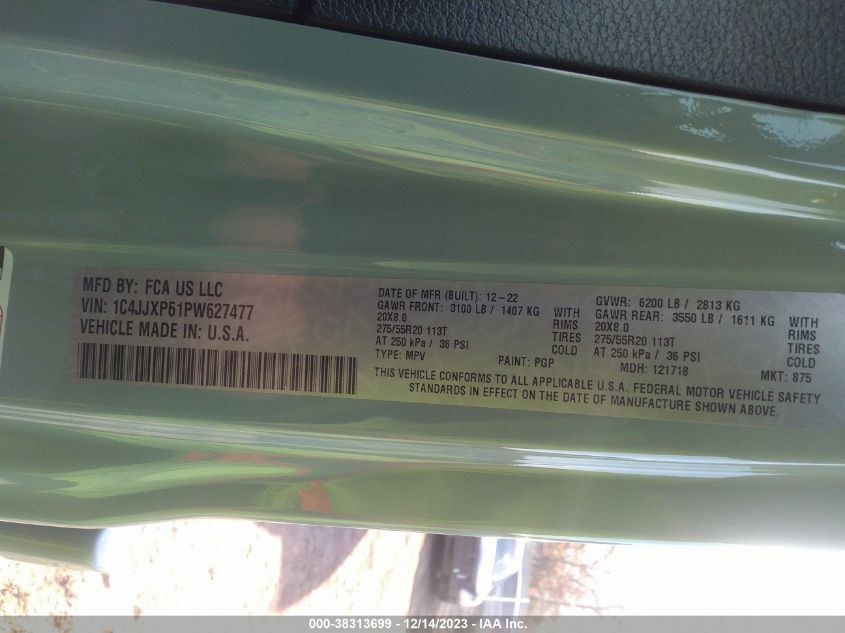 MFD BY: FCA US LLC
VIN: 1C4JJXP61PW627477
VEHICLE MADE IN: U.S.A.
DATE OF MFR (BUILT): 12-22
GAWR FRONT: 3100 LB / 1407 KG WITH
20X8.0 RIMS
275/55R20 113T TIRES
AT 250 kPa / 36 PSI COLD
TYPE: MPV PAINT: PGP
GVWR: 6200 LB / 2813 KG
GAWR REAR: 3550 LB / 1611 KG WITH
20X8.0 RIMS
275/55R20 113T TIRES
AT 250 kPa / 36 PSI COLD
MDH: 121718 MKT: 875
THIS VEHICLE CONFORMS TO ALL APPLICABLE U.S.A. FEDERAL MOTOR VEHICLE SAFETY
STANDARDS IN EFFECT ON THE DATE OF MANUFACTURE SHOWN ABOVE.
000-38313699 - 12/14/2023 - IAA Inc.